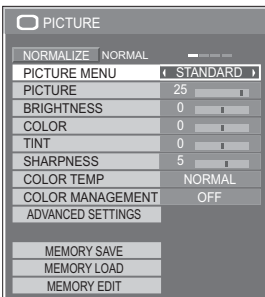 PICTURE
NORMALIZE NORMAL
PICTURE MENU STANDARD
PICTURE 25
BRIGHTNESS 0
COLOR 0
TINT 0
SHARPNESS 5
COLOR TEMP NORMAL
COLOR MANAGEMENT OFF
ADVANCED SETTINGS
MEMORY SAVE
MEMORY LOAD
MEMORY EDIT